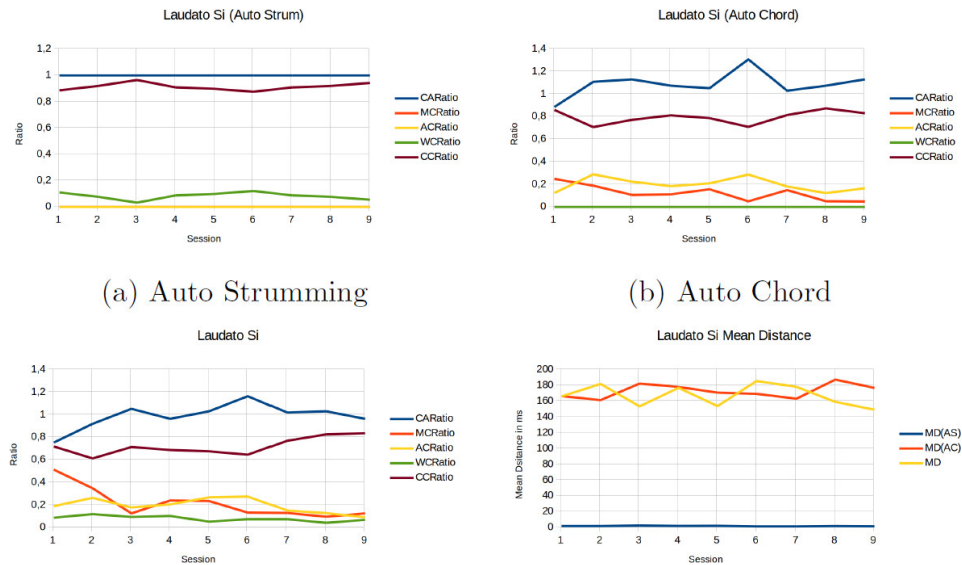 Laudato Si (Auto Strum)
1,2
1
0,8
0,6
0,4
0,2
0
Ratio
1 2 3 4 5 6 7 8 9
Session
CARatio
MCRatio
ACRatio
WCRatio
CCRatio
(a) Auto Strumming
Laudato Si (Auto Chord)
1,4
1,2
1
0,8
0,6
0,4
0,2
0
Ratio
1 2 3 4 5 6 7 8 9
Session
CARatio
MCRatio
ACRatio
WCRatio
CCRatio
(b) Auto Chord
Laudato Si
1,4
1,2
1
0,8
0,6
0,4
0,2
0
Ratio
1 2 3 4 5 6 7 8 9
Session
CARatio
MCRatio
ACRatio
WCRatio
CCRatio
Laudato Si Mean Distance
200
180
160
140
120
100
80
60
40
20
0
Mean Dsitance in ms
1 2 3 4 5 6 7 8 9
Session
MD(AS)
MD(AC)
MD